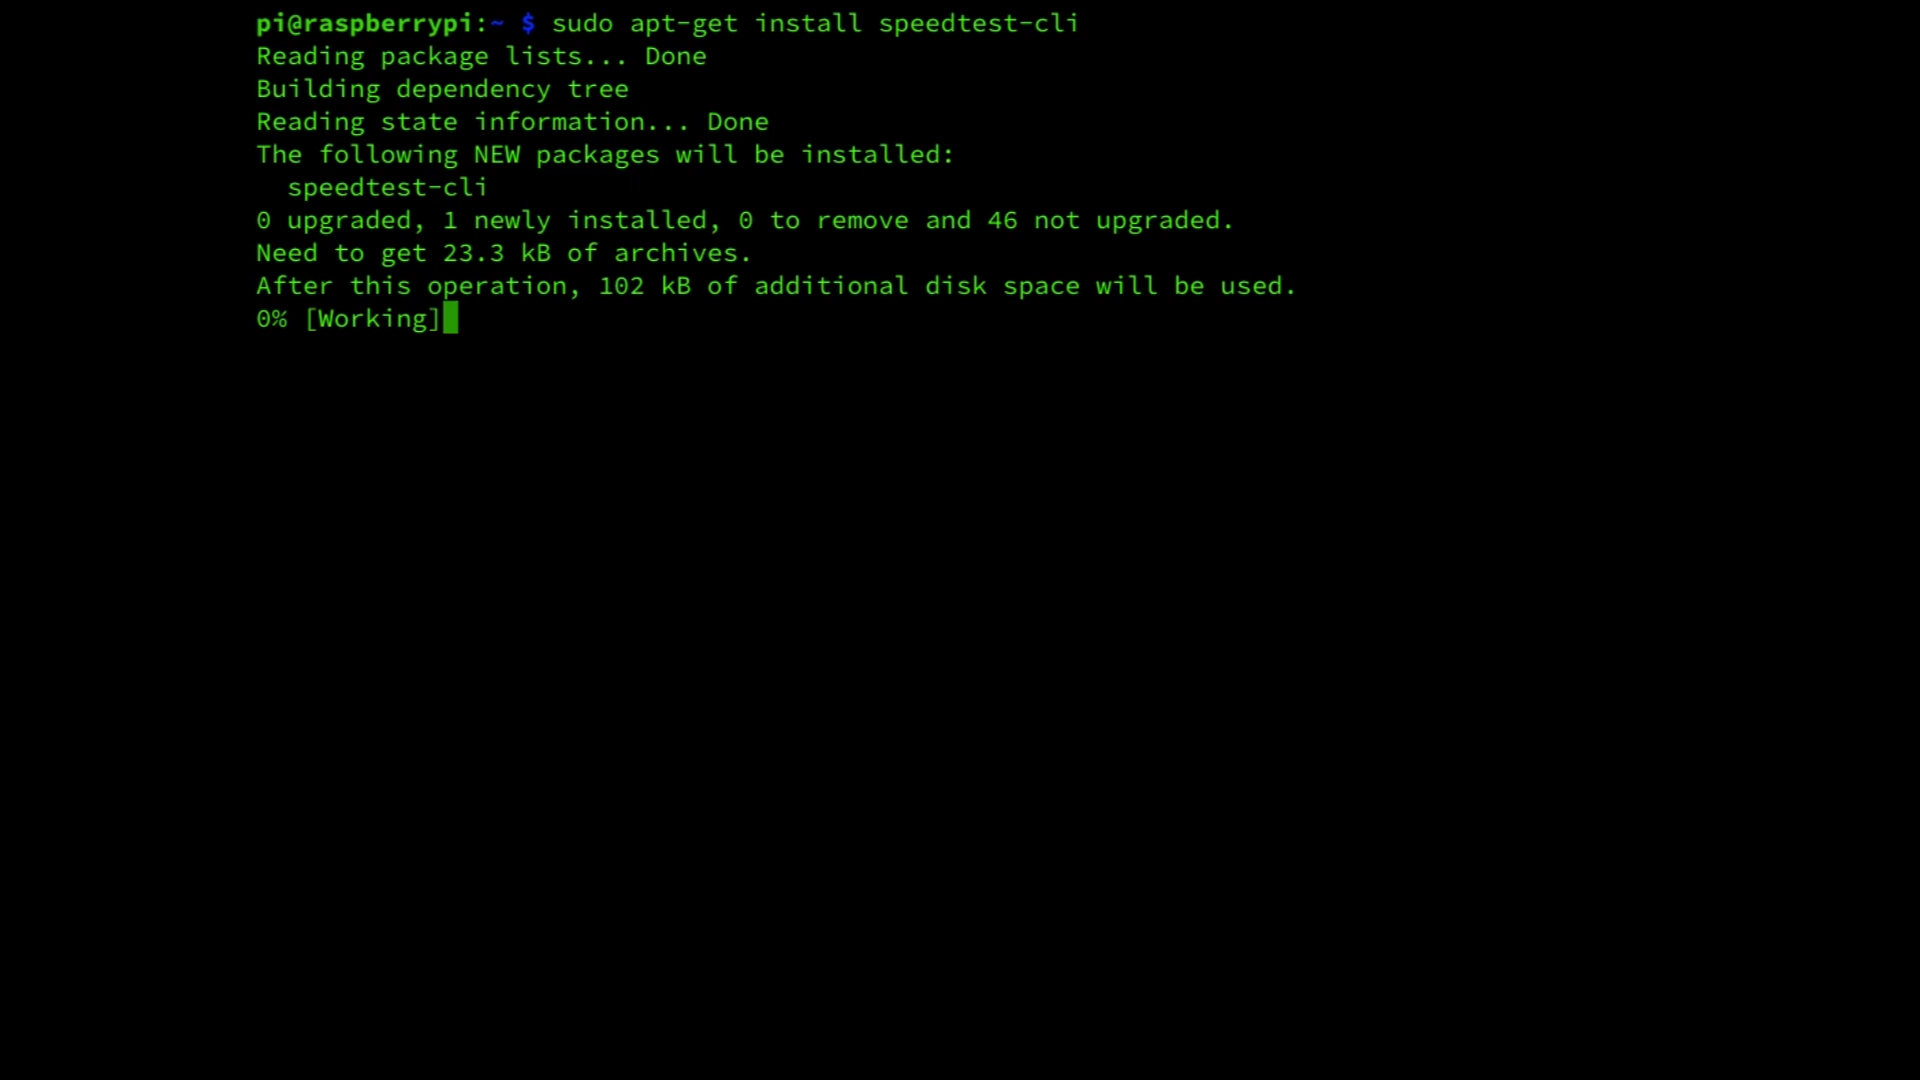 pi@raspberrypi:~ $ sudo apt-get install speedtest-cli
Reading package lists... Done
Building dependency tree
Reading state information... Done
The following NEW packages will be installed:
  speedtest-cli
0 upgraded, 1 newly installed, 0 to remove and 46 not upgraded.
Need to get 23.3 kB of archives.
After this operation, 102 kB of additional disk space will be used.
0% [Working]